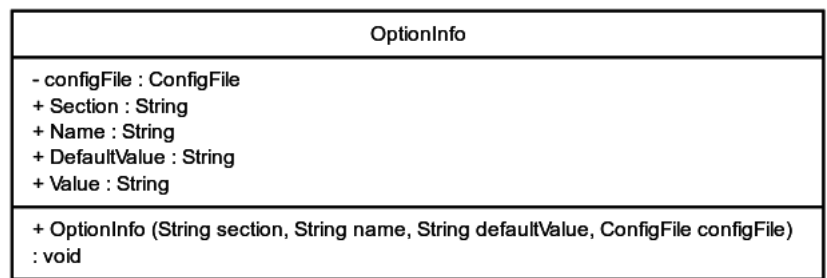 OptionInfo
- configFile : ConfigFile
+ Section : String
+ Name : String
+ DefaultValue : String
+ Value : String
+ OptionInfo (String section, String name, String defaultValue, ConfigFile configFile)
: void